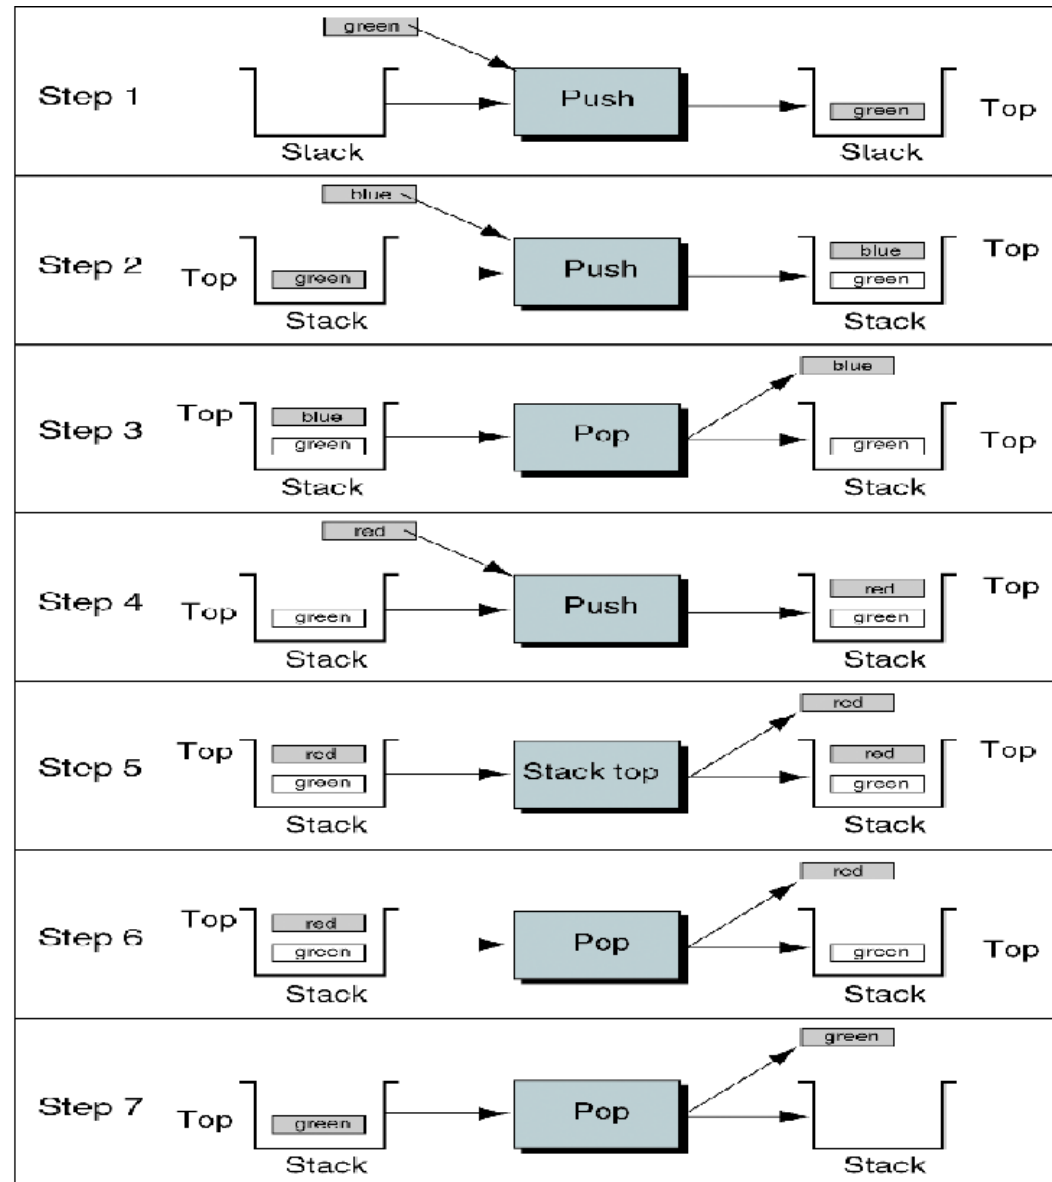 green
Step 1
Push
green
Top
Stack
Stack
blue
Step 2
Top
green
Push
blue
green
Top
Stack
Stack
blue
Step 3
Top
blue
green
Pop
green
Top
Stack
Stack
red
Step 4
Top
green
Push
red
green
Top
Stack
Stack
red
Step 5
Top
red
green
Stack top
red
green
Top
Stack
Stack
red
Step 6
Top
red
green
Pop
green
Top
Stack
Stack
green
Step 7
Top
green
Pop
Stack
Stack